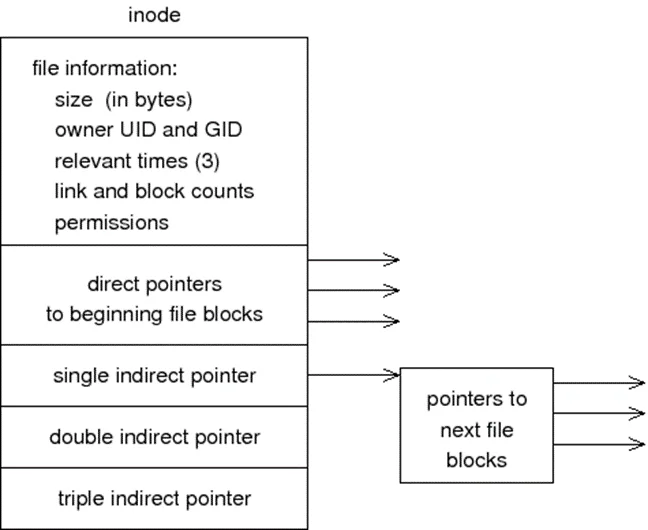 inode
file information:
size (in bytes)
owner UID and GID
relevant times (3)
link and block counts
permissions
direct pointers
to beginning file blocks
single indirect pointer
pointers to
next file
blocks
double indirect pointer
triple indirect pointer